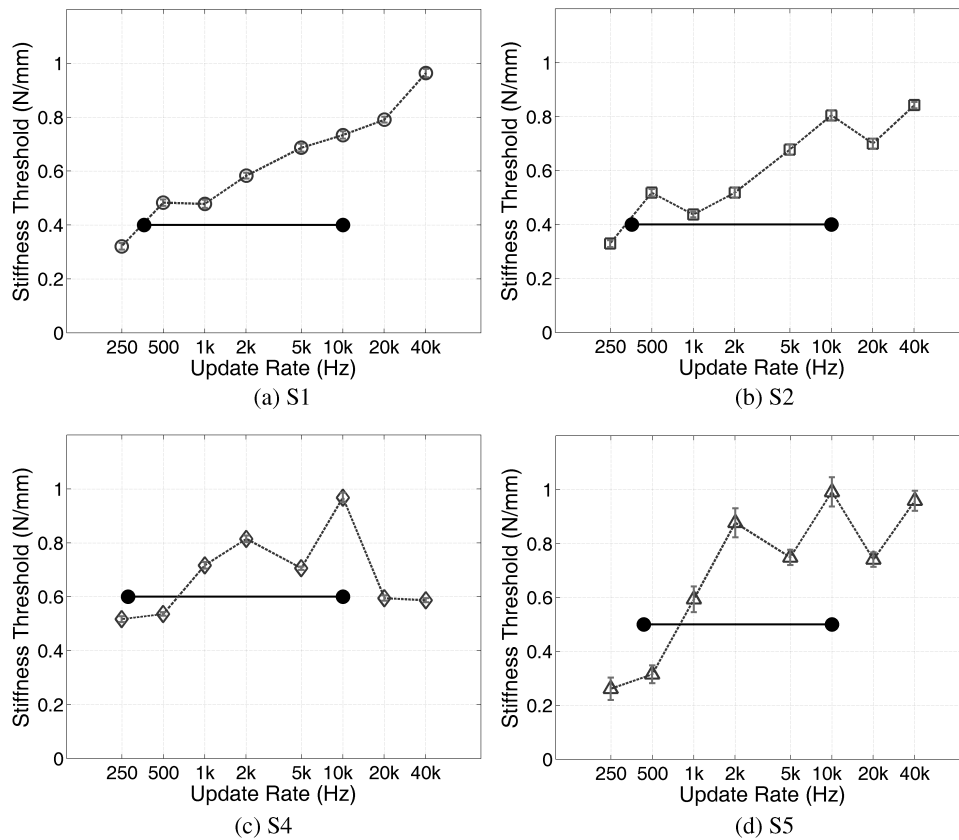 1
0.8
0.6
0.4
0.2
0
Stiffness Threshold (N/mm)
250 500 1k 2k 5k 10k 20k 40k
Update Rate (Hz)
(a) S1
1
0.8
0.6
0.4
0.2
0
Stiffness Threshold (N/mm)
250 500 1k 2k 5k 10k 20k 40k
Update Rate (Hz)
(b) S2
1
0.8
0.6
0.4
0.2
0
Stiffness Threshold (N/mm)
250 500 1k 2k 5k 10k 20k 40k
Update Rate (Hz)
(c) S4
1
0.8
0.6
0.4
0.2
0
Stiffness Threshold (N/mm)
250 500 1k 2k 5k 10k 20k 40k
Update Rate (Hz)
(d) S5